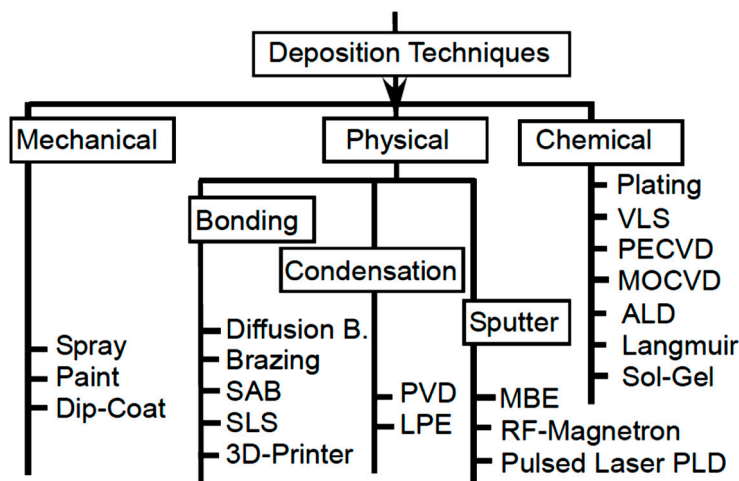 Deposition Techniques
Mechanical
Physical
Chemical
Bonding
Condensation
Sputter
Spray
Paint
Dip-Coat
Diffusion B.
Brazing
SAB
SLS
3D-Printer
PVD
LPE
MBE
RF-Magnetron
Pulsed Laser PLD
Plating
VLS
PECVD
MOCVD
ALD
Langmuir
Sol-Gel